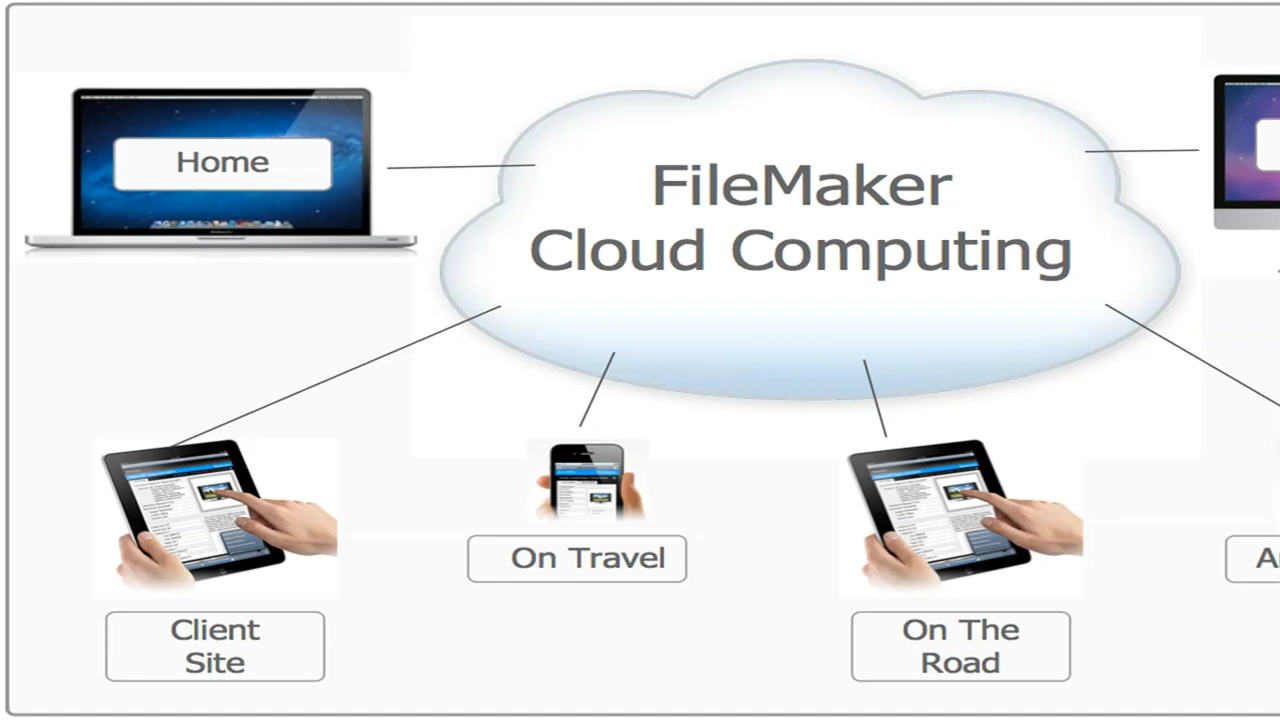 Home
FileMaker
Cloud Computing
On Travel
Client
Site
On The
Road